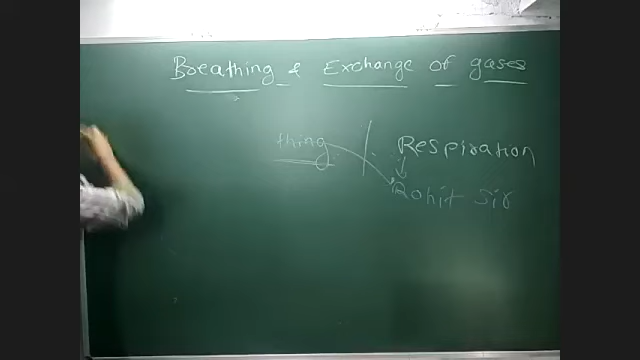 Breathing & Exchange of gases
thing | Respiration
Rohit Sir